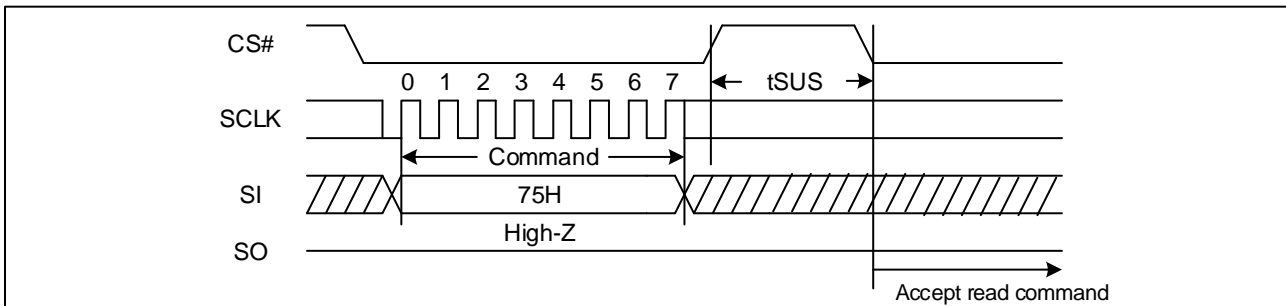 CS#
tSUS
0 1 2 3 4 5 6 7
SCLK
Command
SI
75H
High-Z
SO
Accept read command